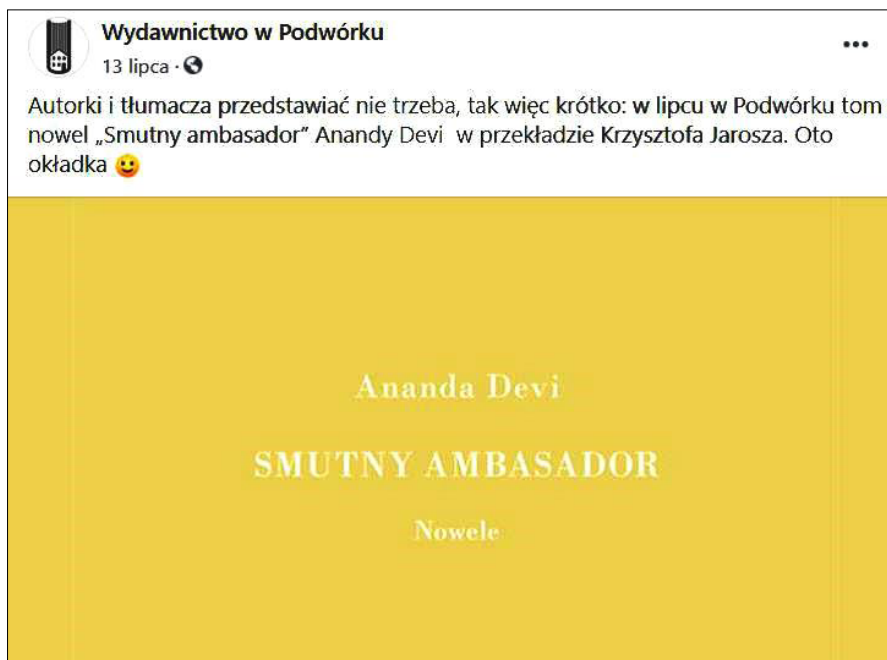 Wydawnictwo w Podwórku
13 lipca ·
Autorki i tłumacza przedstawiać nie trzeba, tak więc krótko: w lipcu w Podwórku tom
nowel „Smutny ambasador” Anandy Devi w przekładzie Krzysztofa Jarosza. Oto
okładka 🙂
Ananda Devi
SMUTNY AMBASADOR
Nowele